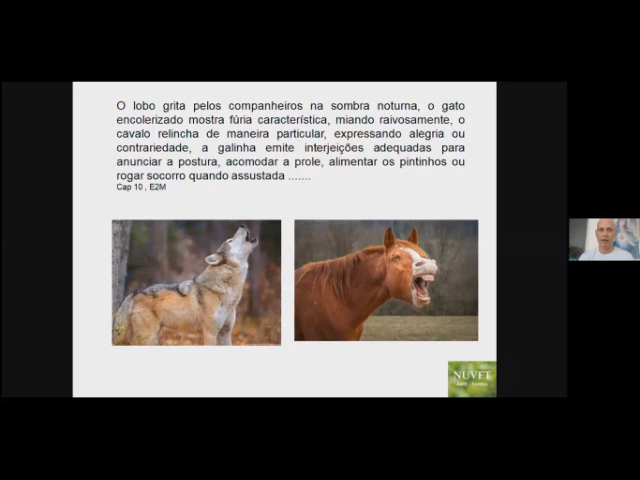 O lobo grita pelos companheiros na sombra noturna, o gato
encolerizado mostra fúria característica, miando raivosamente, o
cavalo relincha de maneira particular, expressando alegria ou
contrariedade, a galinha emite interjeições adequadas para
anunciar a postura, acomodar a prole, alimentar os pintinhos ou
rogar socorro quando assustada .......
Cap 10 , E2M
NUVET